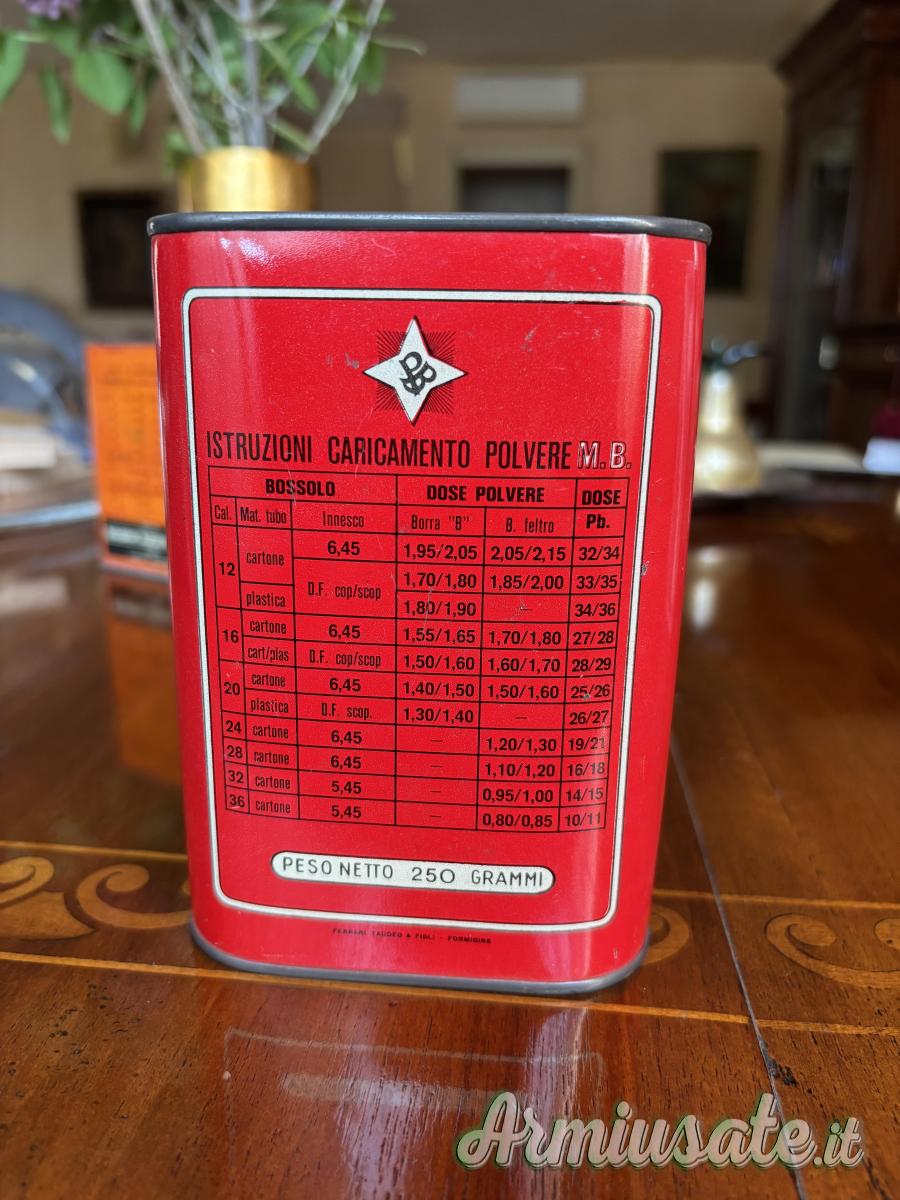 ISTRUZIONI CARICAMENTO POLVERE M.B.
BOSSOLO DOSE POLVERE DOSE
Cal. Mat. tubo Innesco Borra "B" B. feltro Pb.
12 cartone 6,45 1,95/2,05 2,05/2,15 32/34
D.F. cop/scop 1,70/1,80 1,85/2,00 33/35
plastica 1,80/1,90 — 34/36
16 cartone 6,45 1,55/1,65 1,70/1,80 27/28
cart/plas D.F. cop/scop 1,50/1,60 1,60/1,70 28/29
20 cartone 6,45 1,40/1,50 1,50/1,60 25/26
plastica D.F. scop. 1,30/1,40 — 26/27
24 cartone 6,45 — 1,20/1,30 19/21
28 cartone 6,45 — 1,10/1,20 16/18
32 cartone 5,45 — 0,95/1,00 14/15
36 cartone 5,45 — 0,80/0,85 10/11
PESO NETTO 250 GRAMMI
FERRARI TADDEO & FIGLI - FORMIGINE
Armiusate.it